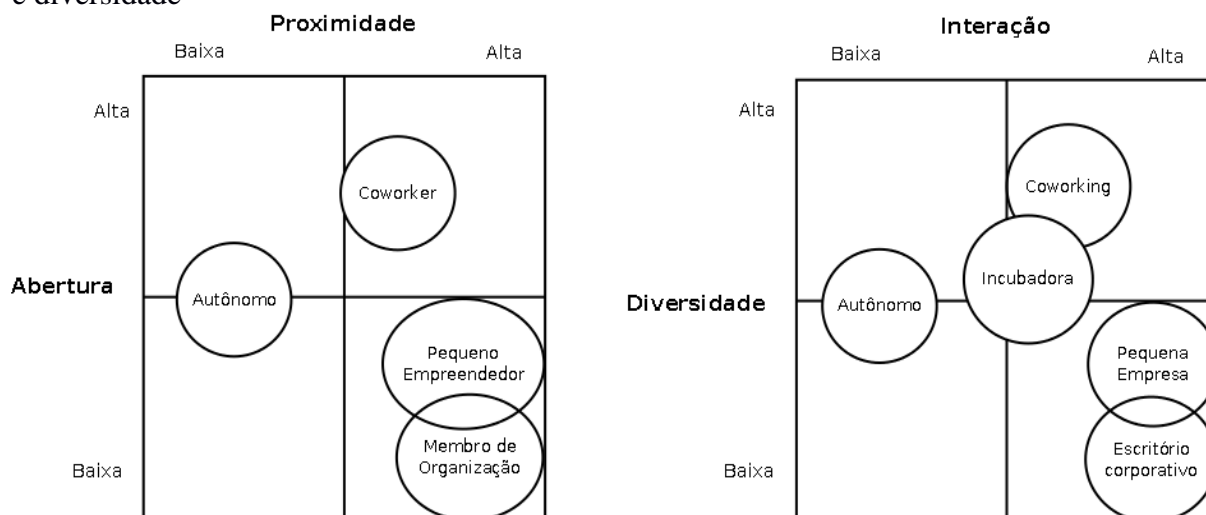 e diversidade
Proximidade
Baixa
Alta
Alta
Coworker
Abertura
Autônomo
Pequeno
Empreendedor
Membro de
Organização
Baixa
Interação
Baixa
Alta
Alta
Coworking
Incubadora
Diversidade
Autônomo
Pequena
Empresa
Escritório
corporativo
Baixa